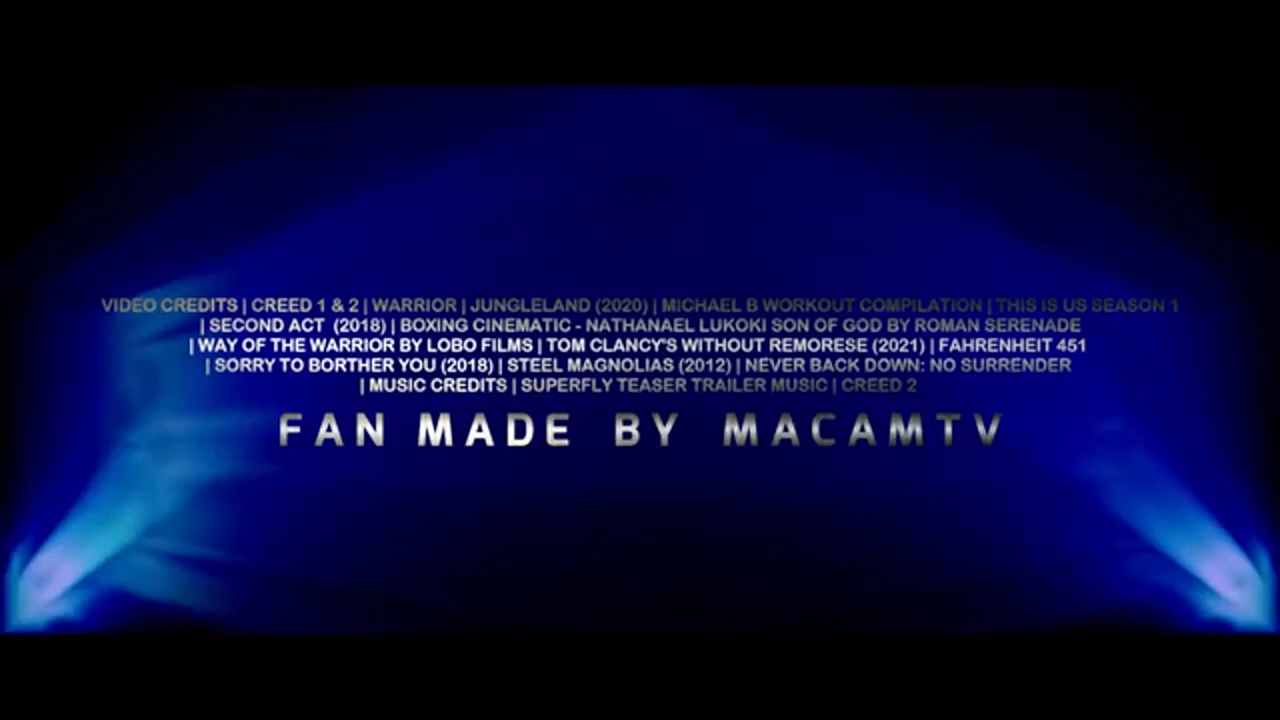 VIDEO CREDITS | CREED 1 & 2 | WARRIOR | JUNGLELAND (2020) | MICHAEL B WORKOUT COMPILATION | THIS IS US SEASON 1
| SECOND ACT (2018) | BOXING CINEMATIC - NATHANAEL LUKOKI SON OF GOD BY ROMAN SERENADE
| WAY OF THE WARRIOR BY LOBO FILMS | TOM CLANCY'S WITHOUT REMORESE (2021) | FAHRENHEIT 451
| SORRY TO BORTHER YOU (2018) | STEEL MAGNOLIAS (2012) | NEVER BACK DOWN: NO SURRENDER
| MUSIC CREDITS | SUPERFLY TEASER TRAILER MUSIC | CREED 2
FAN MADE BY MACAMTV